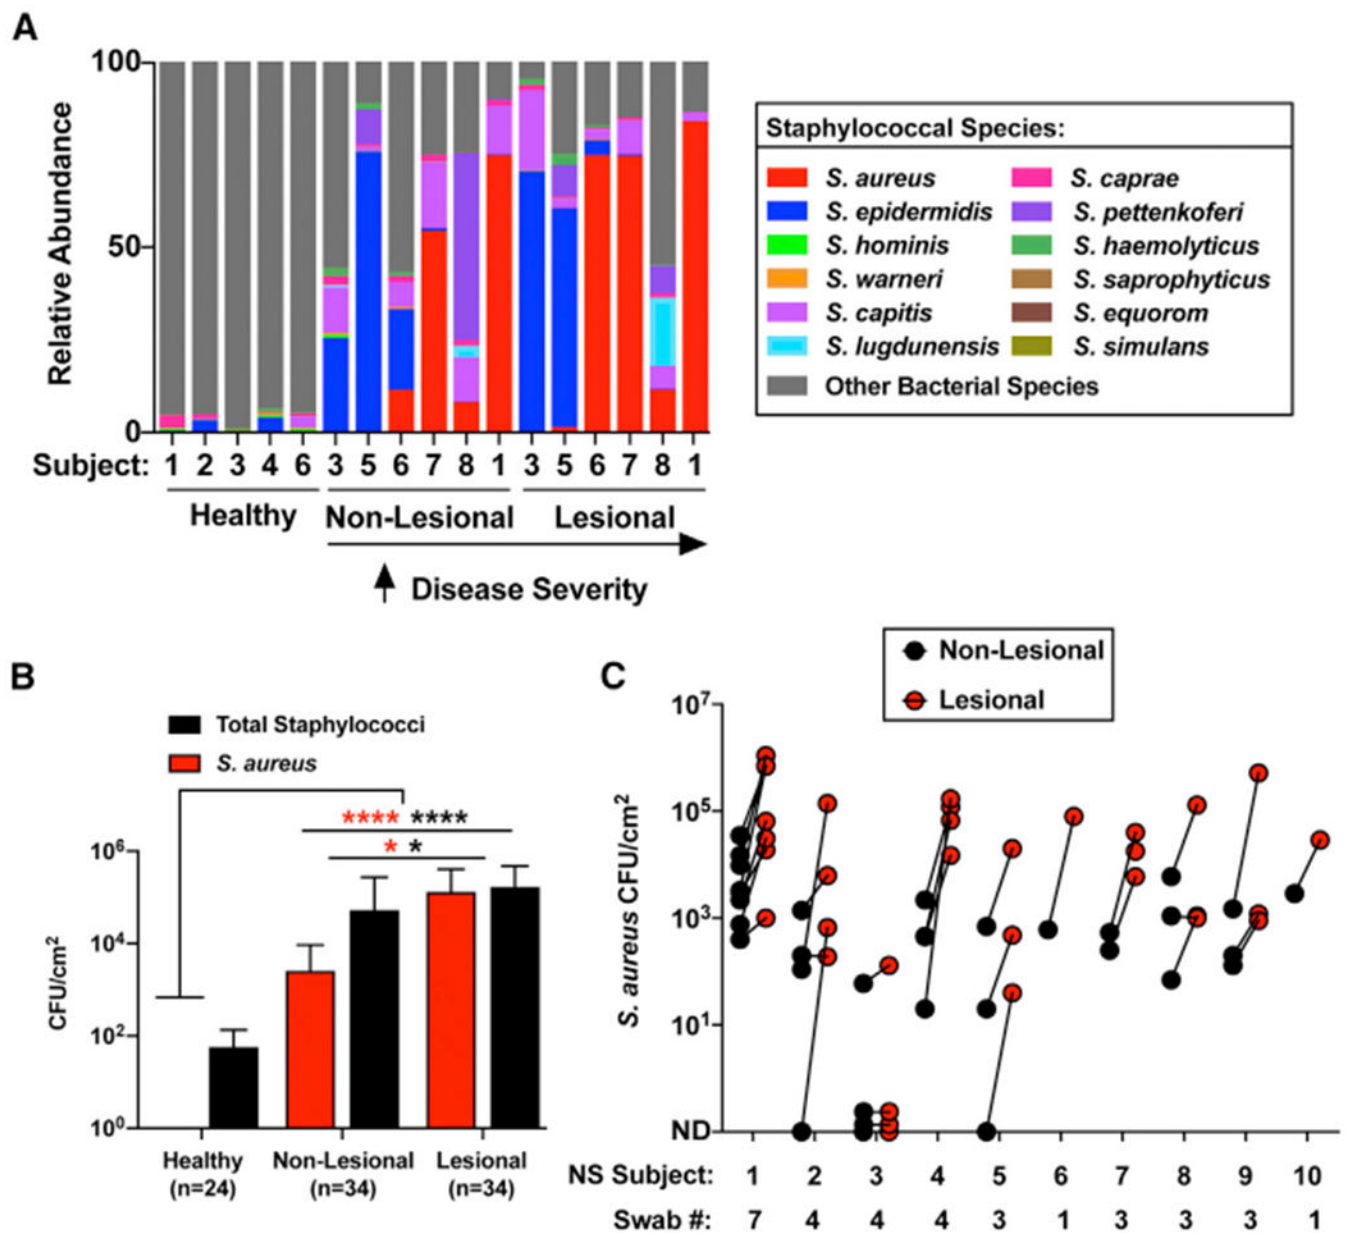 A
Relative Abundance
100
50
0
Subject: 1 2 3 4 6 3 5 6 7 8 1 3 5 6 7 8 1
Healthy Non-Lesional Lesional
Disease Severity
Staphylococcal Species:
S. aureus S. caprae
S. epidermidis S. pettenkoferi
S. hominis S. haemolyticus
S. warneri S. saprophyticus
S. capitis S. equorom
S. lugdunensis S. simulans
Other Bacterial Species
B
Total Staphylococci
S. aureus
**** ****
* *
CFU/cm²
10⁶
10⁴
10²
10⁰
Healthy Non-Lesional Lesional
(n=24) (n=34) (n=34)
C
Non-Lesional
Lesional
S. aureus CFU/cm²
10⁷
10⁵
10³
10¹
ND
NS Subject: 1 2 3 4 5 6 7 8 9 10
Swab #: 7 4 4 4 3 1 3 3 3 1